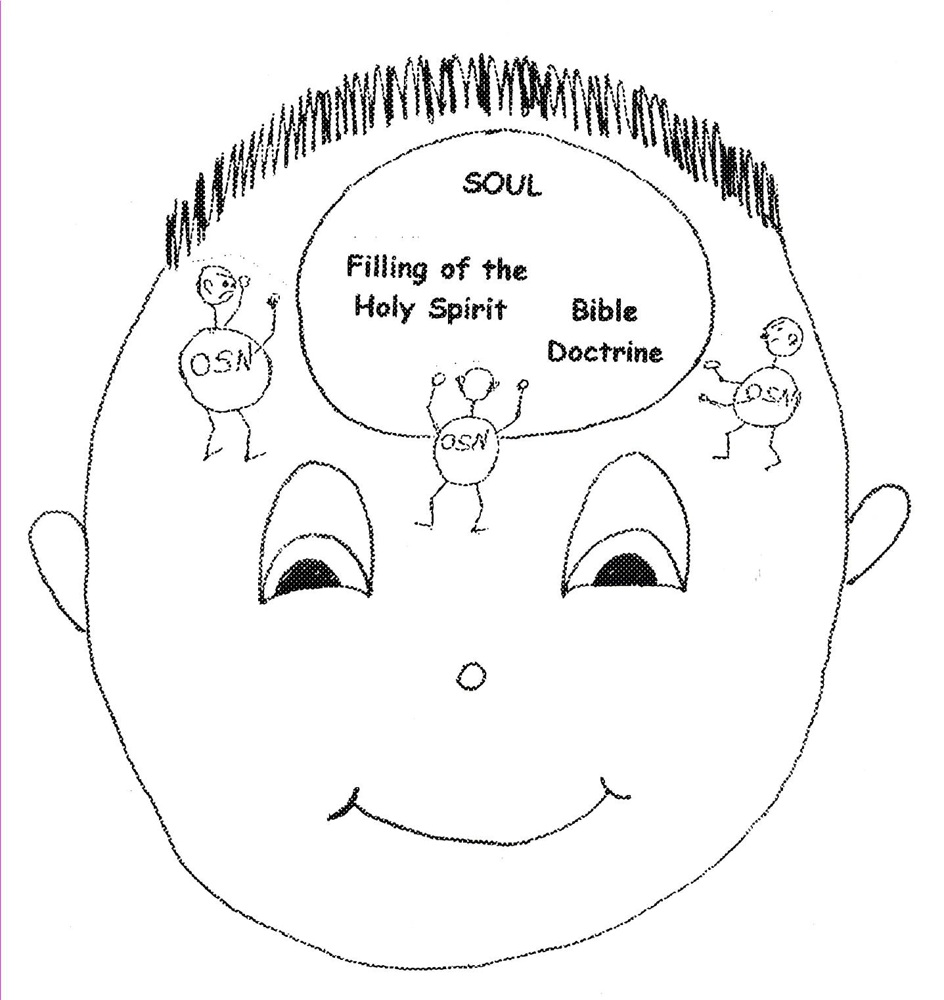 SOUL
Filling of the
Holy Spirit
Bible
Doctrine
OSN
OSN
OSN